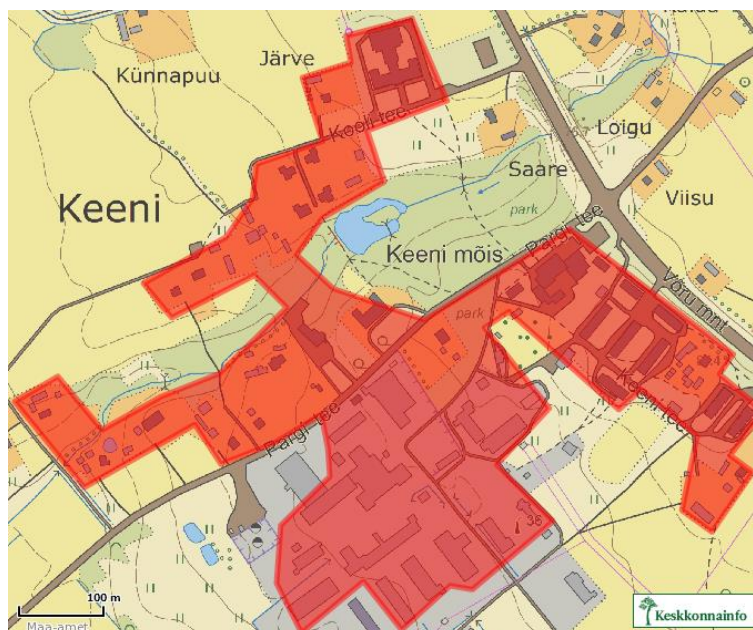 Künnapuu
Järve
Kooli tee
Loigu
Saare
Viisu
Keeni
park
Keeni mõis
Pargi tee
Võru mnt
park
Keeni tee
Pargi tee
36
100 m
Maa-amet
Keskkonnainfo